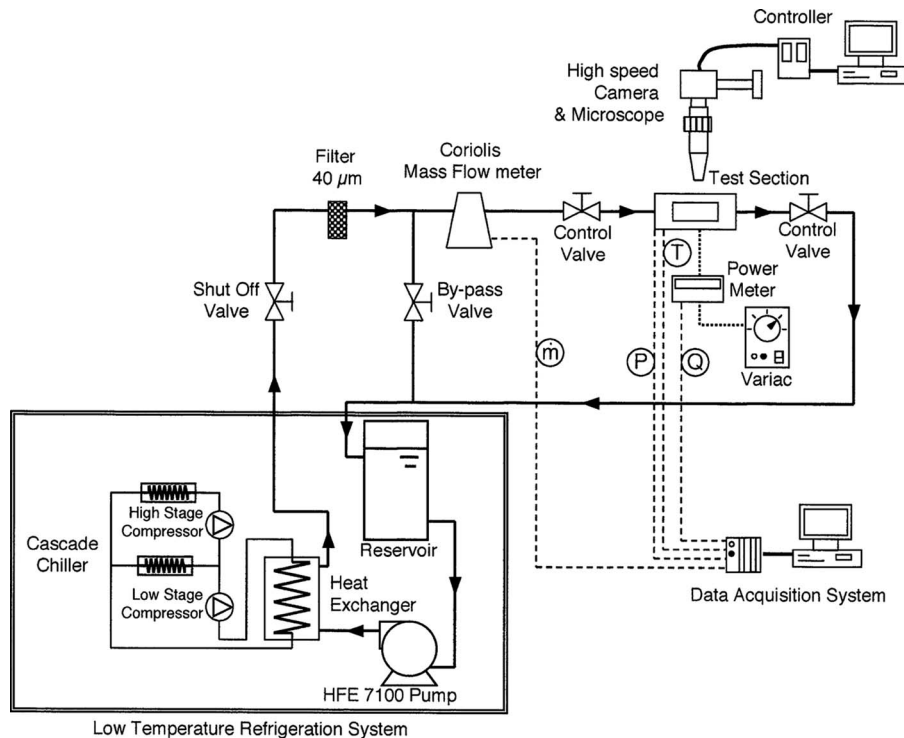 Controller
High speed
Camera
& Microscope
Filter
40 µm
Coriolis
Mass Flow meter
Test Section
Control
Valve
Control
Valve
T
Shut Off
Valve
By-pass
Valve
Power
Meter
ṁ
P
Q
Variac
High Stage
Compressor
Cascade
Chiller
Reservoir
Low Stage
Compressor
Heat
Exchanger
Data Acquisition System
HFE 7100 Pump
Low Temperature Refrigeration System